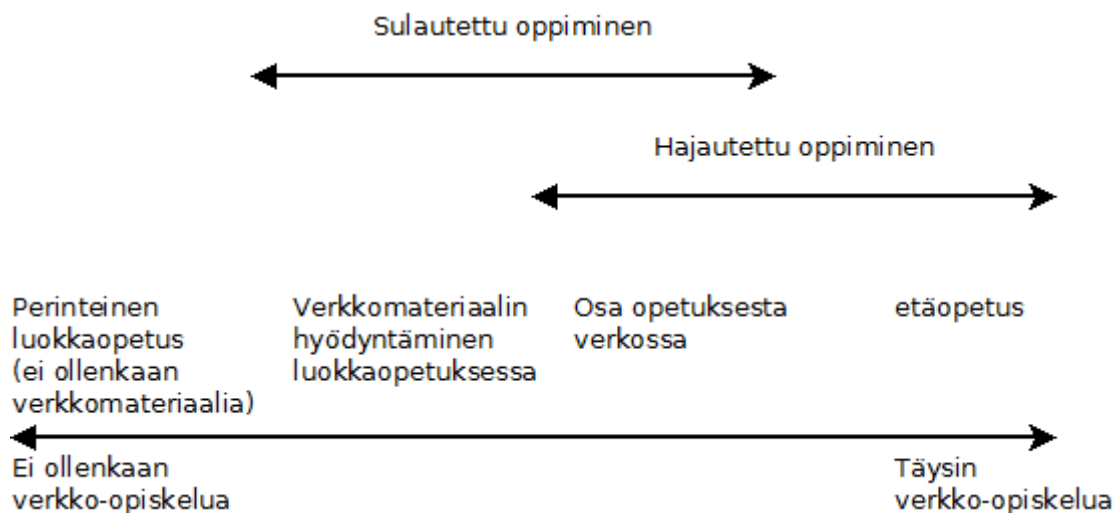 Sulautettu oppiminen
Hajautettu oppiminen
Perinteinen
luokkaopetus
(ei ollenkaan
verkkomateriaalia)
Verkkomateriaalin
hyödyntäminen
luokkaopetuksessa
Osa opetuksesta
verkossa
etäopetus
Ei ollenkaan
verkko-opiskelua
Täysin
verkko-opiskelua